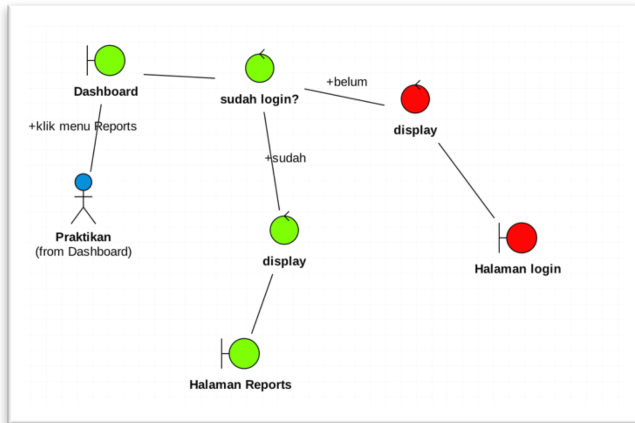 Dashboard
sudah login?
+belum
display
+klik menu Reports
+sudah
Praktikan
(from Dashboard)
display
Halaman login
Halaman Reports